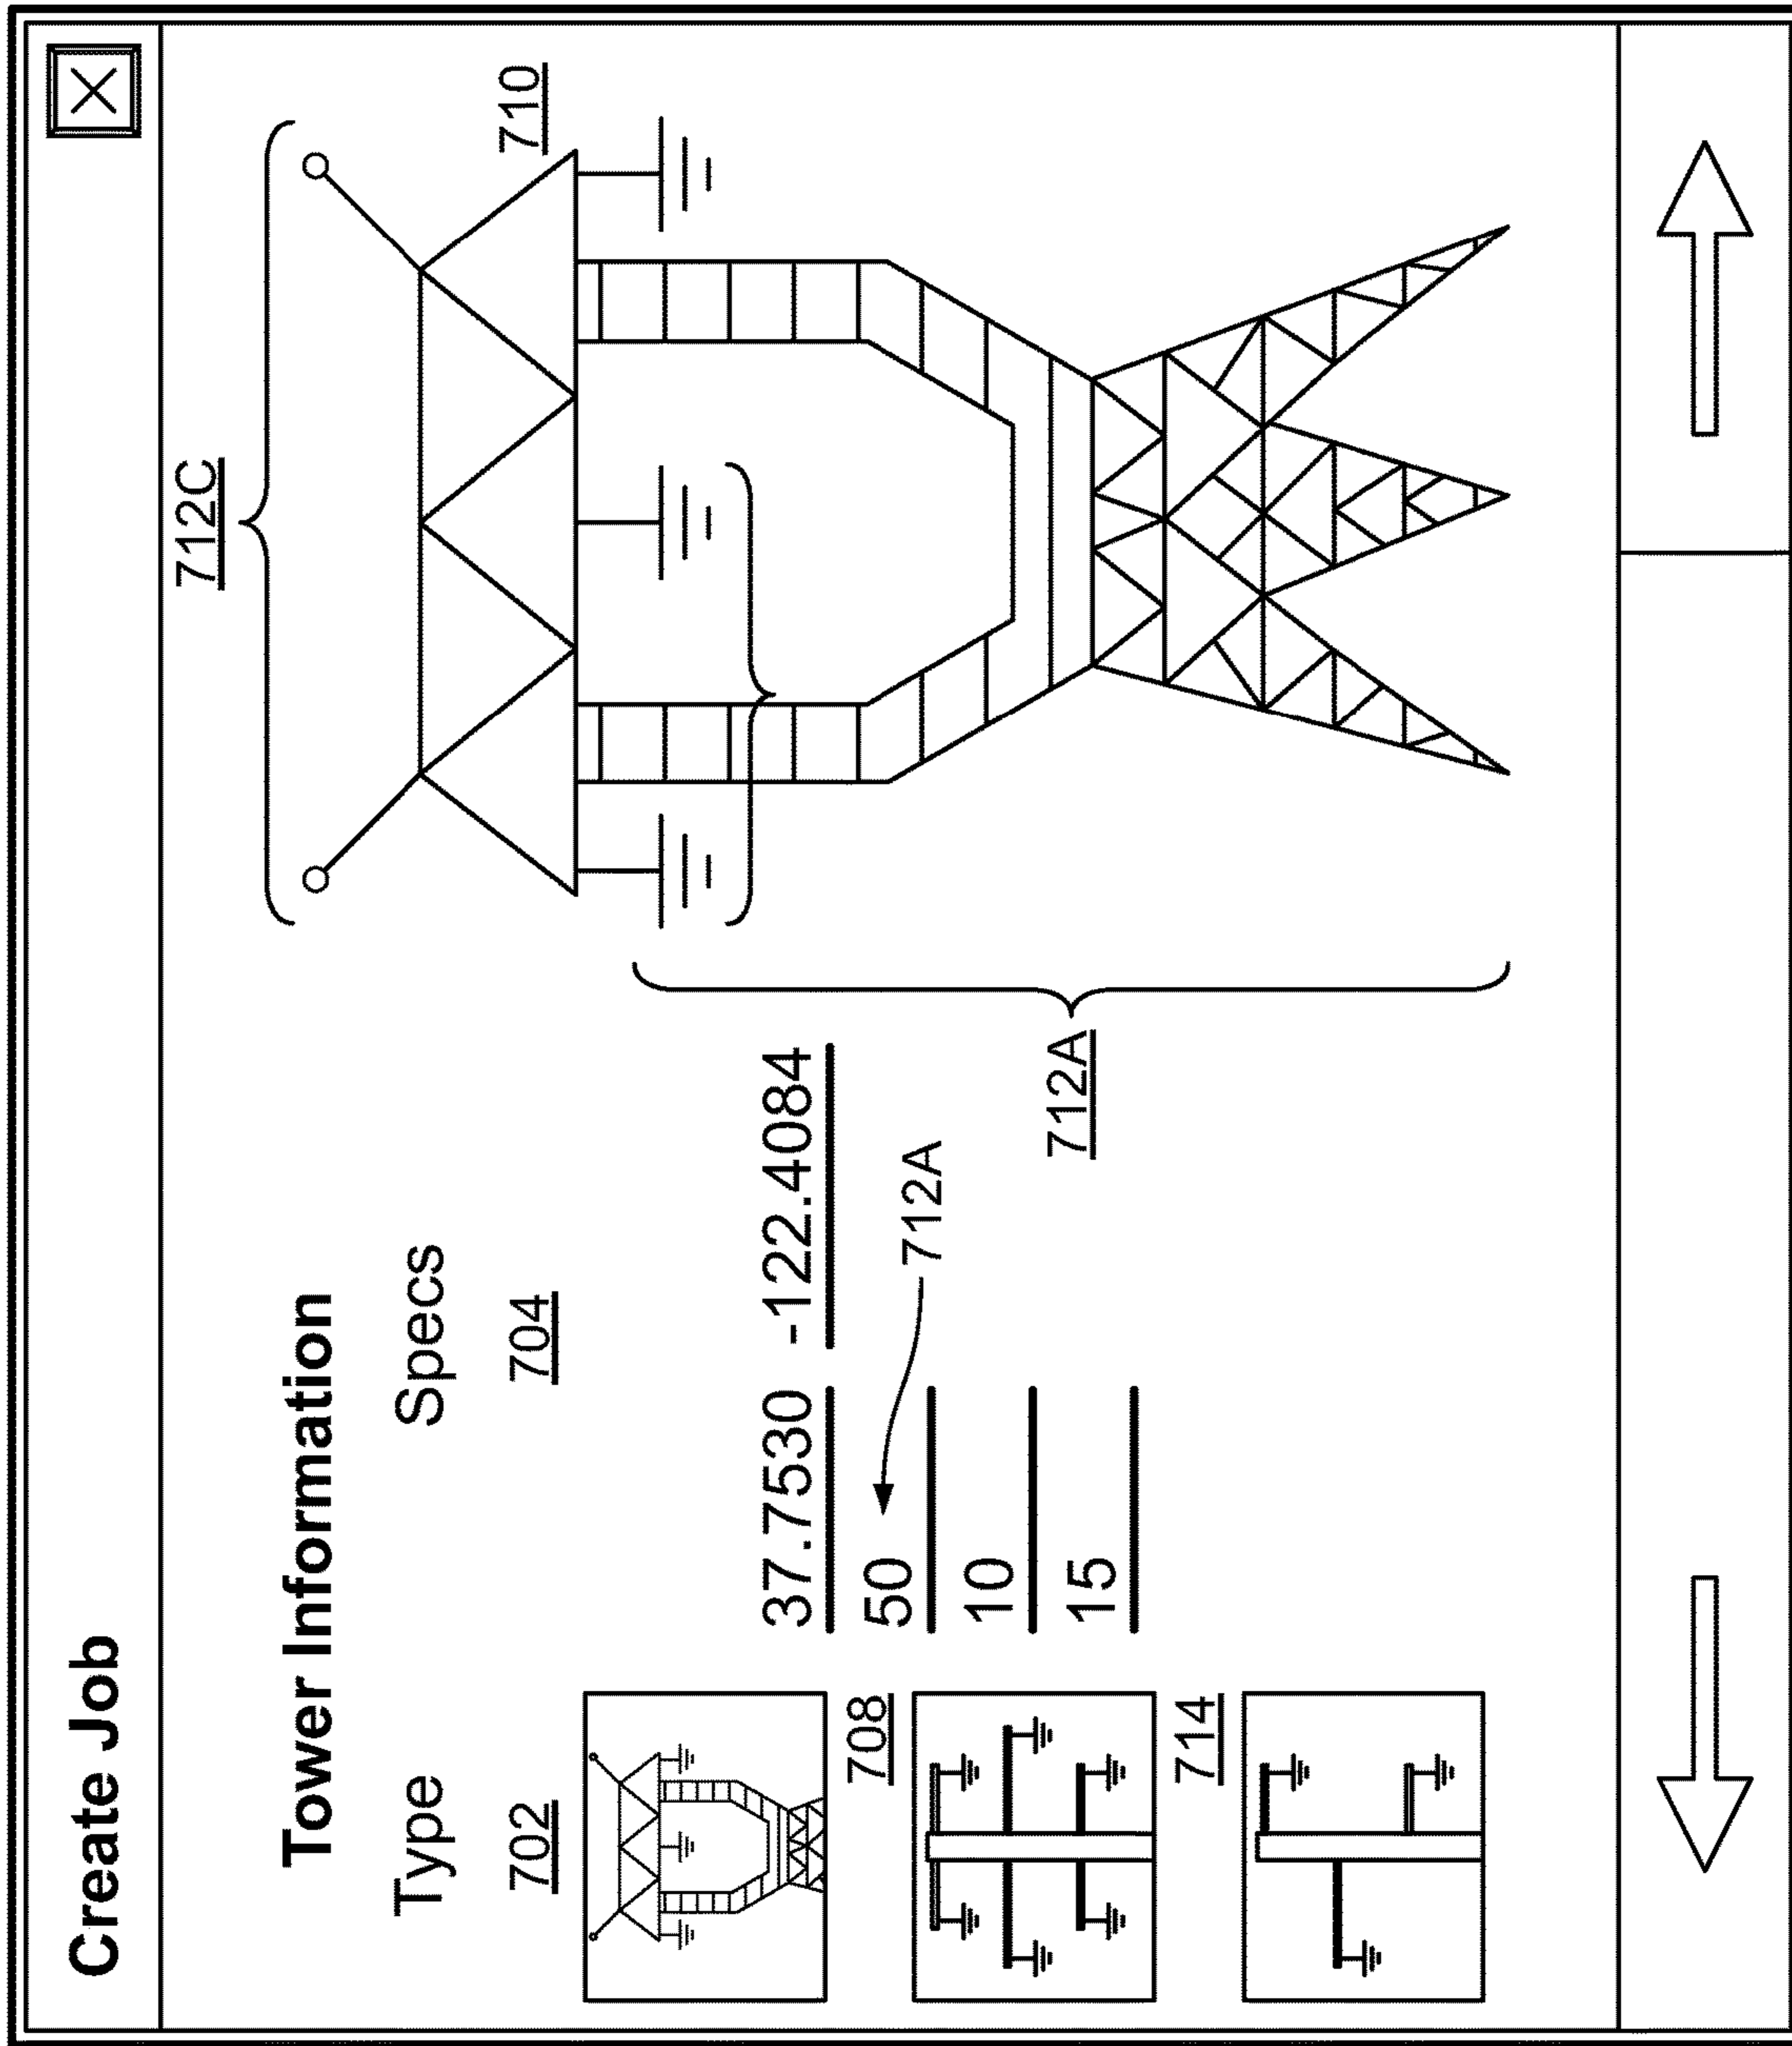 Create Job
X
Tower Information
Type
Specs
702
704
712C
710
37.7530 -122.4084
50
712A
10
15
708
714
712A